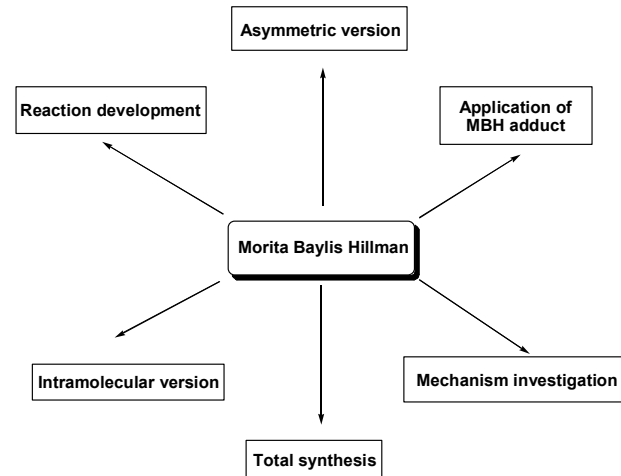 Asymmetric version
Reaction development
Application of
MBH adduct
Morita Baylis Hillman
Intramolecular version
Mechanism investigation
Total synthesis